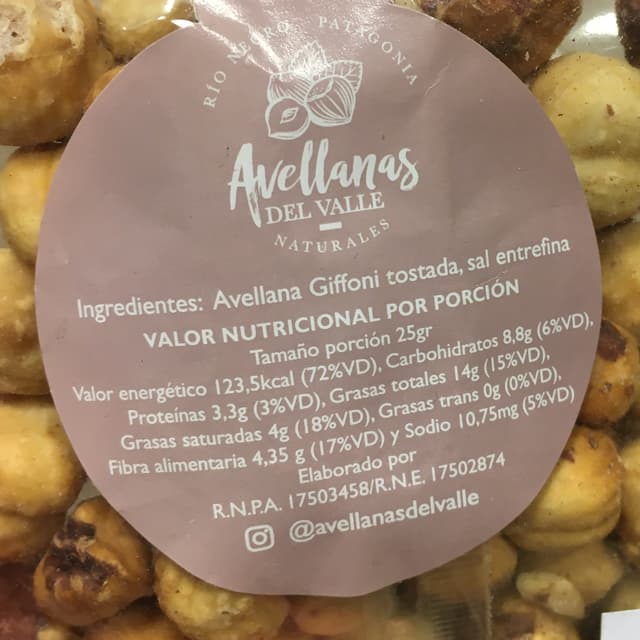 RÍO NEGRO · PATAGONIA
Avellanas
DEL VALLE
NATURALES
Ingredientes: Avellana Giffoni tostada, sal entrefina
VALOR NUTRICIONAL POR PORCIÓN
Tamaño porción 25gr
Valor energético 123,5kcal (72%VD), Carbohidratos 8,8g (6%VD),
Proteínas 3.3g (3%VD), Grasas totales 14g (15%VD),
Grasas saturadas 4g (18%VD), Grasas trans 0g (0%VD),
Fibra alimentaria 4,35 g (17%VD) y Sodio 10,75mg (5%VD)
Elaborado por
R.N.P.A. 17503458/R.N.E. 17502874
@avellanasdelvalle